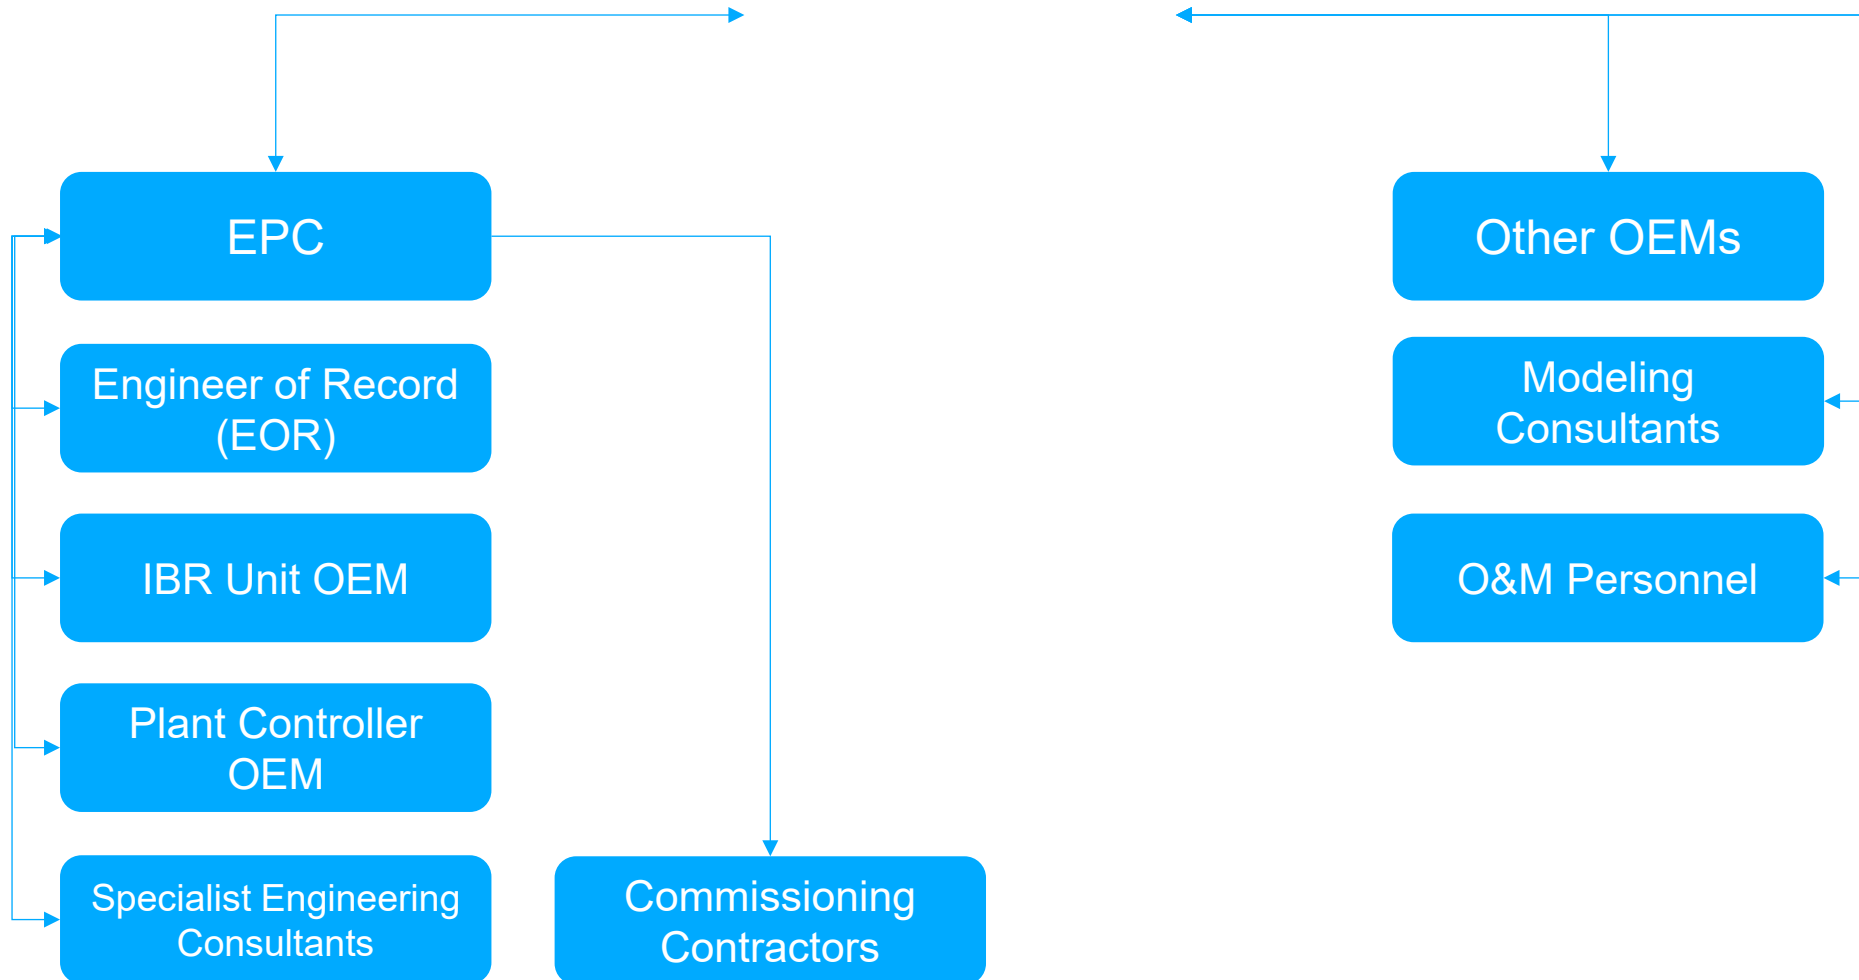 EPC
Other OEMs
Engineer of Record
(EOR)
Modeling
Consultants
IBR Unit OEM
O&M Personnel
Plant Controller
OEM
Specialist Engineering
Consultants
Commissioning
Contractors